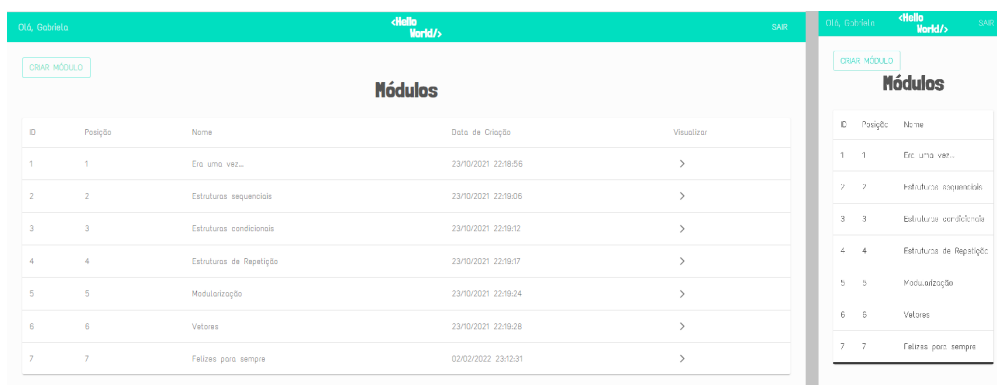 Olá, Gabriela <Hello World/> SAIR
CRIAR MÓDULO
Módulos
ID Posição Nome Data de Criação Visualizar
1 1 Era uma vez... 23/10/2021 22:18:56
2 2 Estruturas sequenciais 23/10/2021 22:19:06
3 3 Estruturas condicionais 23/10/2021 22:19:12
4 4 Estruturas de Repetição 23/10/2021 22:19:17
5 5 Modularização 23/10/2021 22:19:24
6 6 Vetores 23/10/2021 22:19:28
7 7 Felizes para sempre 02/02/2022 23:12:31
Olá, Gabriela <Hello World/> SAIR
CRIAR MÓDULO
Módulos
ID Posição Nome
1 1 Era uma vez...
2 2 Estruturas sequenciais
3 3 Estruturas condicionais
4 4 Estruturas de Repetição
5 5 Modularização
6 6 Vetores
7 7 Felizes para sempre